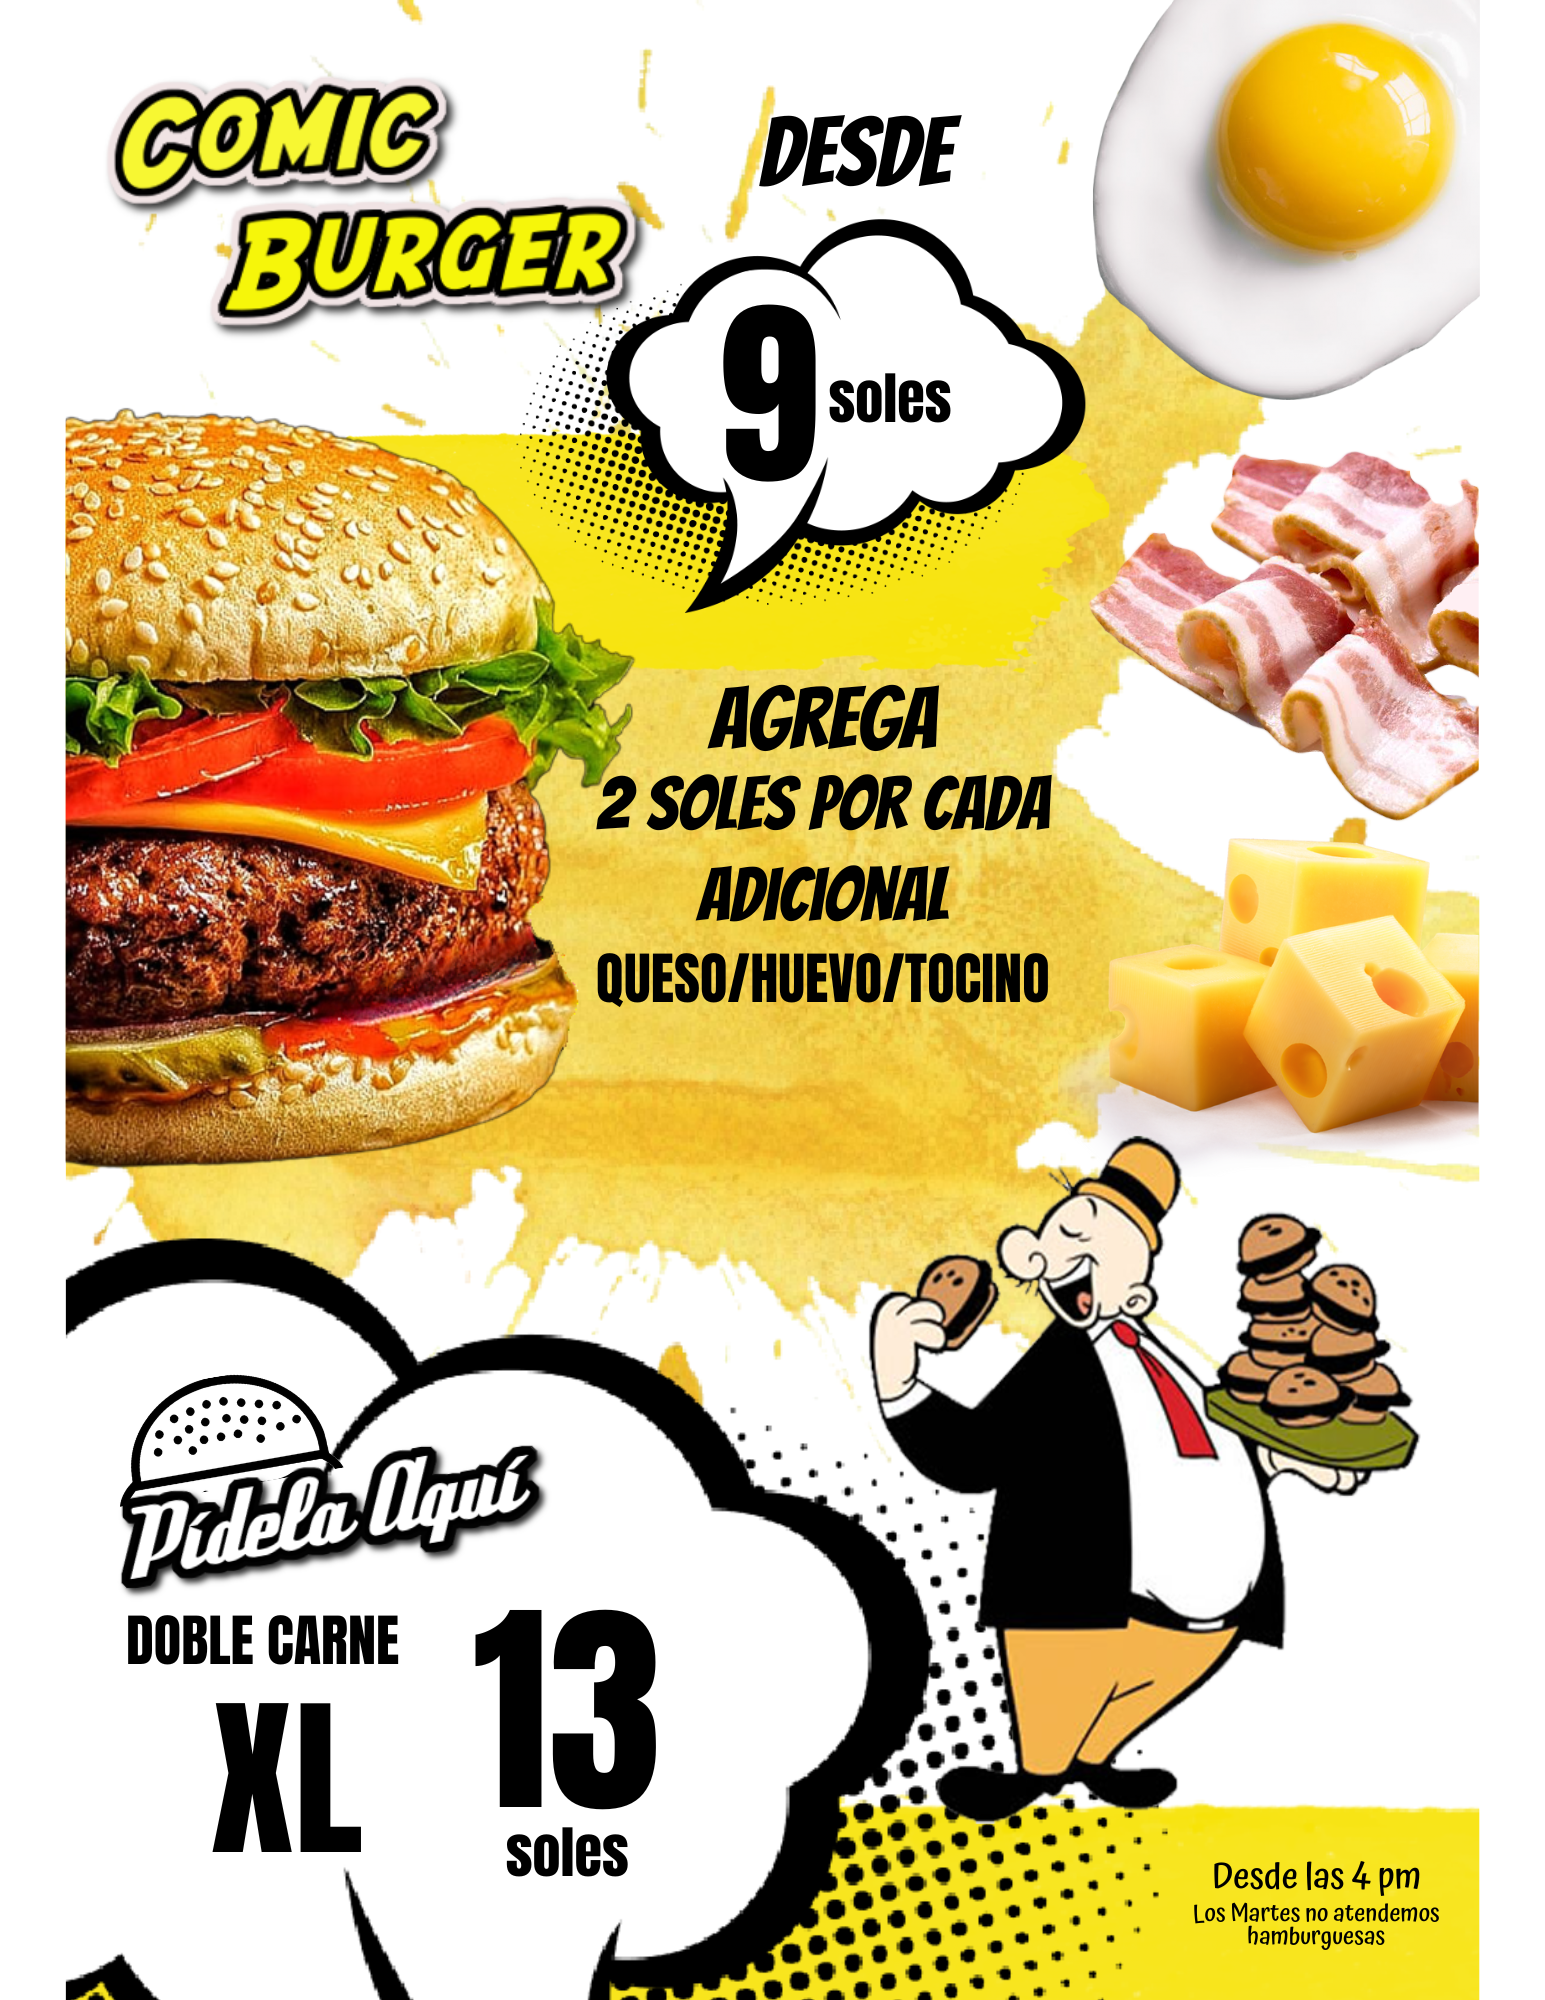 COMIC
BURGER
DESDE
9 soles
AGREGA
2 SOLES POR CADA
ADICIONAL
QUESO/HUEVO/TOCINO
Pídela Aquí
DOBLE CARNE
XL
13
soles
Desde las 4 pm
Los Martes no atendemos
hamburguesas